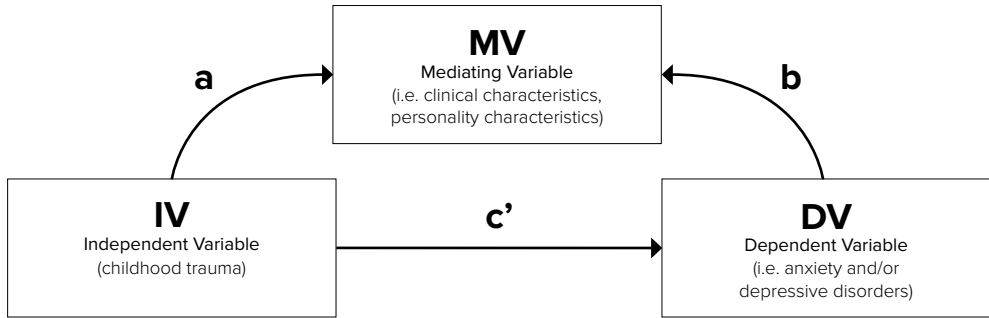 MV
Mediating Variable
(i.e. clinical characteristics,
personality characteristics)
a
b
IV
Independent Variable
(childhood trauma)
c’
DV
Dependent Variable
(i.e. anxiety and/or
depressive disorders)